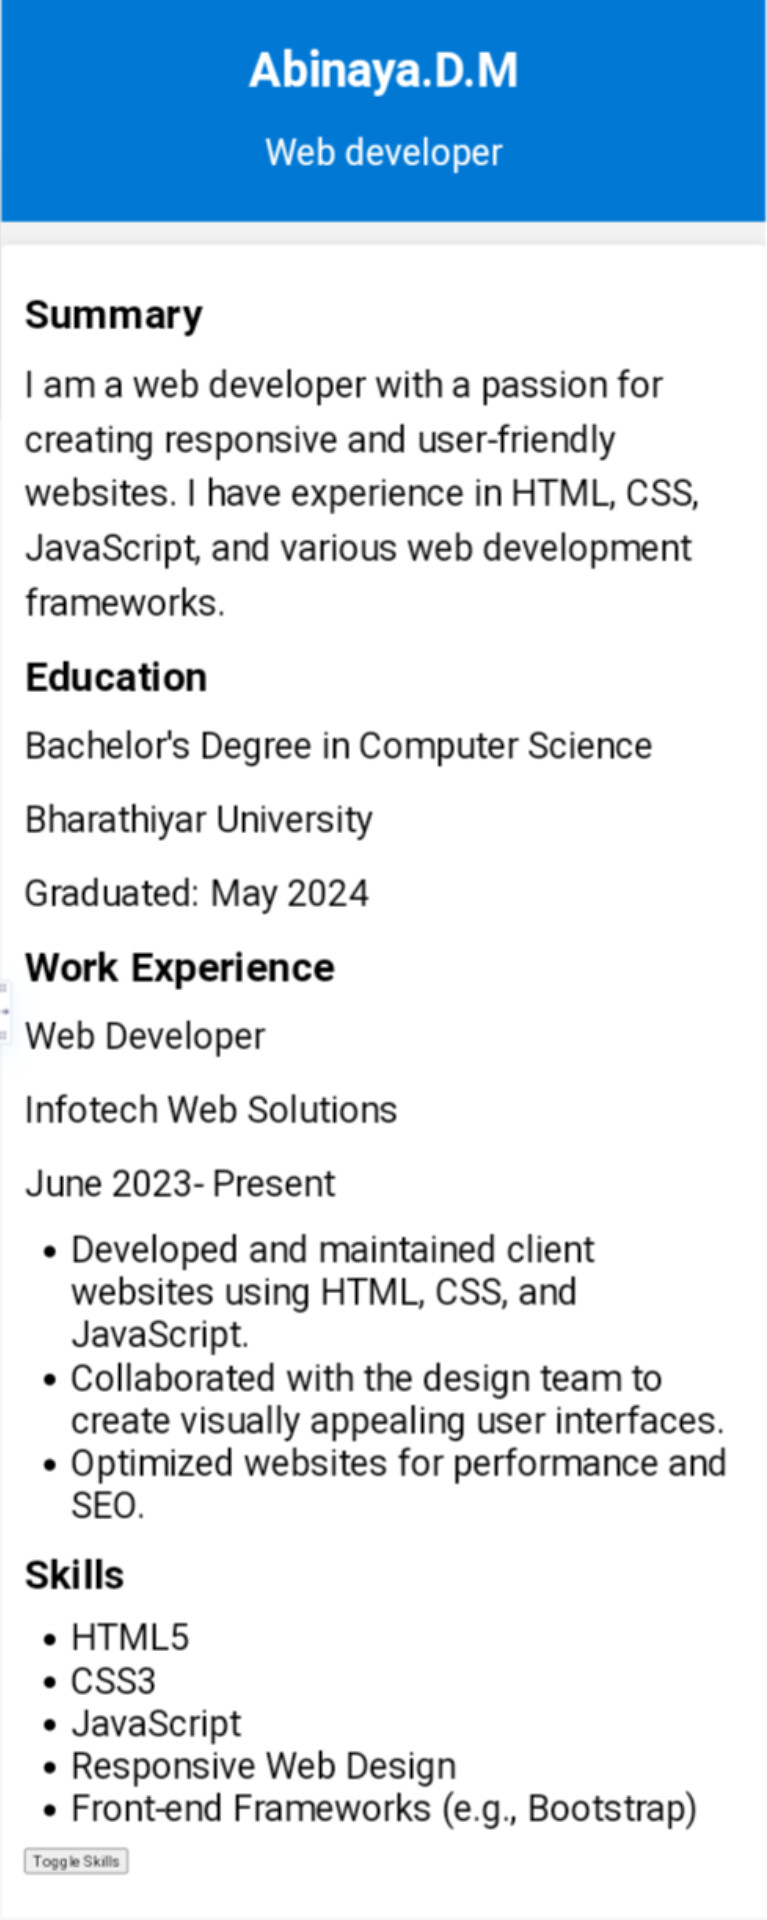 Abinaya.D.M
Web developer
Summary
I am a web developer with a passion for
creating responsive and user-friendly
websites. I have experience in HTML, CSS,
JavaScript, and various web development
frameworks.
Education
Bachelor's Degree in Computer Science
Bharathiyar University
Graduated: May 2024
Work Experience
Web Developer
Infotech Web Solutions
June 2023- Present
• Developed and maintained client
websites using HTML, CSS, and
JavaScript.
• Collaborated with the design team to
create visually appealing user interfaces.
• Optimized websites for performance and
SEO.
Skills
• HTML5
• CSS3
• JavaScript
• Responsive Web Design
• Front-end Frameworks (e.g., Bootstrap)
Toggle Skills